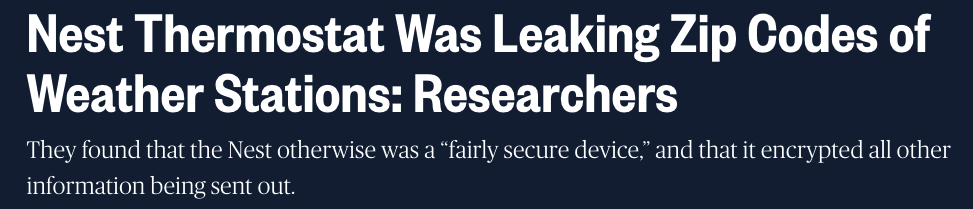 Nest Thermostat Was Leaking Zip Codes of
Weather Stations: Researchers
They found that the Nest otherwise was a “fairly secure device,” and that it encrypted all other
information being sent out.